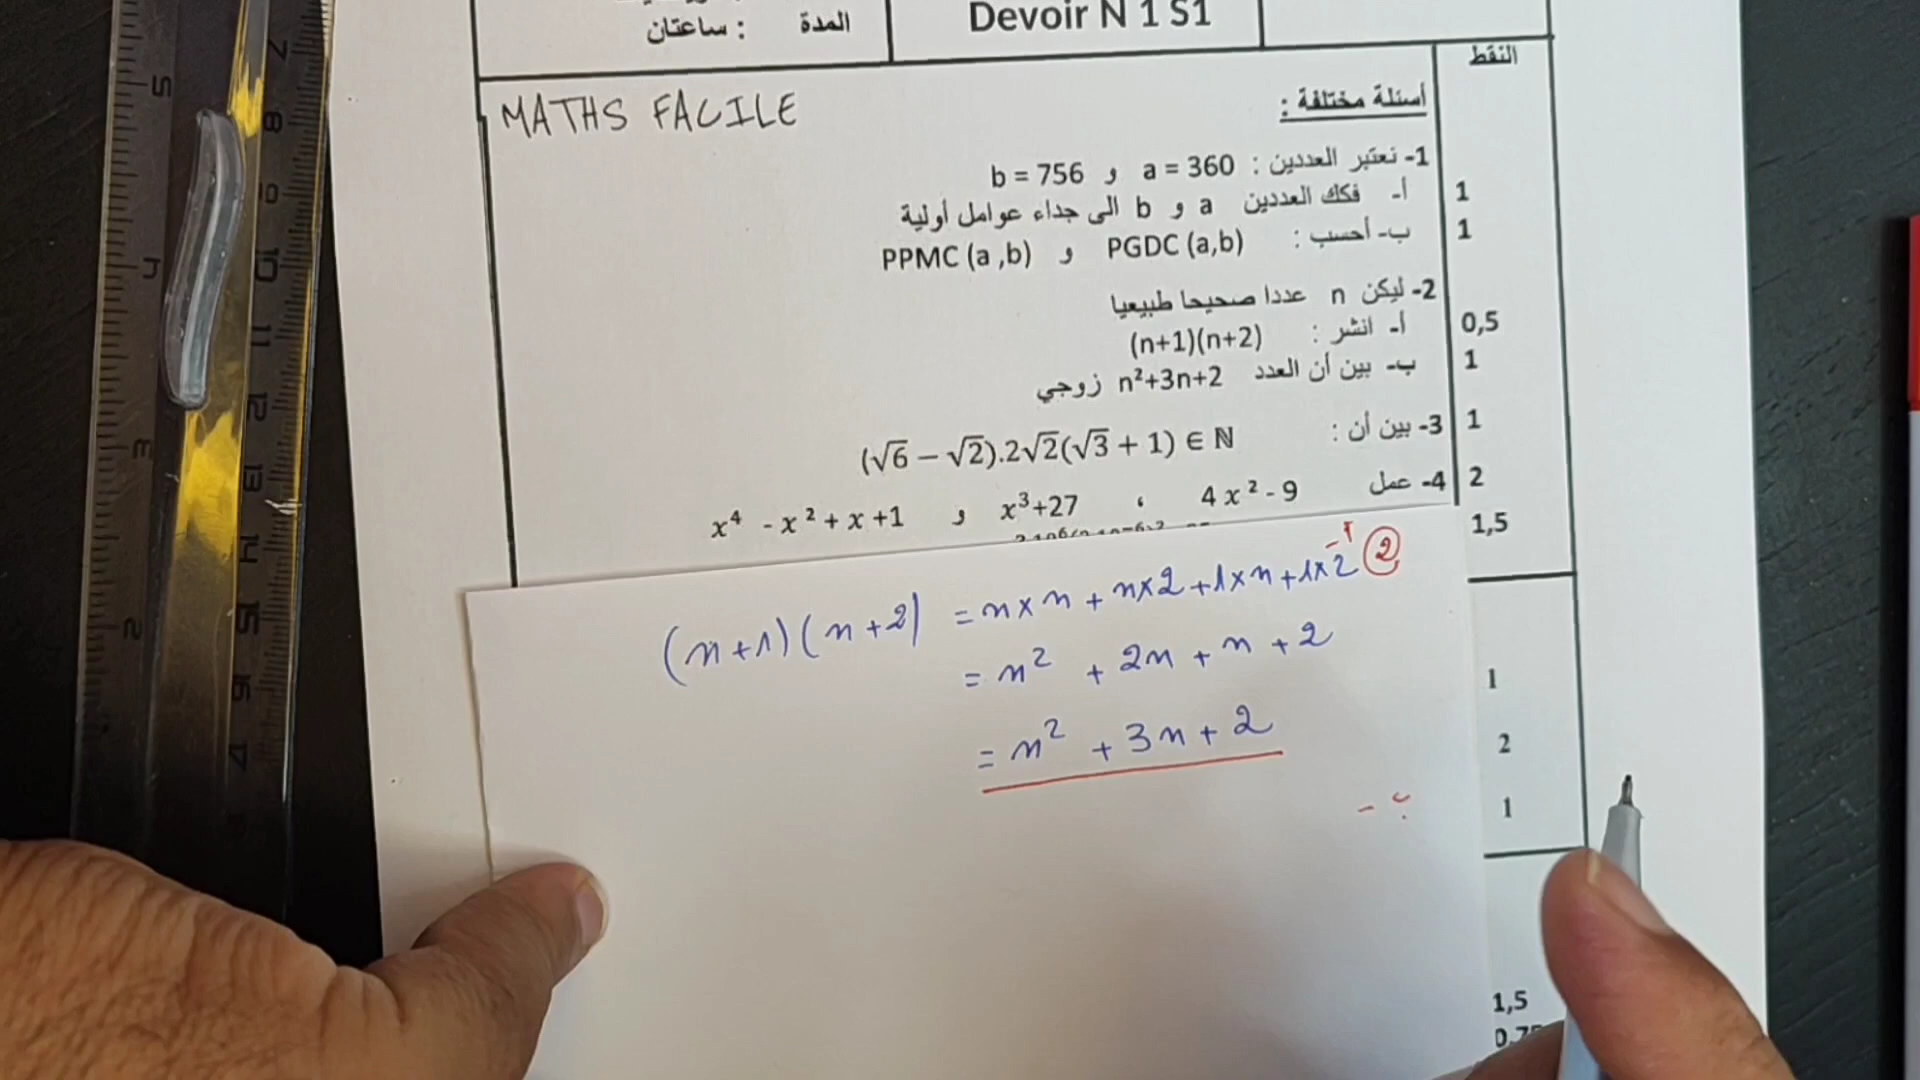 المدة : ساعتان
Devoir N 1 S1
النقط
MATHS FACILE
أسئلة مختلفة :
1- نعتبر العددين : a = 360 و b = 756
أ- فكك العددين a و b الى جداء عوامل أولية 1
ب- أحسب : PGDC (a,b) و PPMC (a ,b) 1
2- ليكن n عددا صحيحا طبيعيا
أ- انشر : (n+1)(n+2) 0,5
ب- بين أن العدد n²+3n+2 زوجي 1
3- بين أن : (√6 – √2).2√2(√3 + 1) ∈ ℕ 1
4- عمل 4 x ² - 9 ، x³+27 و x⁴ - x ² + x +1 2
1,5
② أ-
(n+1)(n+2) = n×n + n×2 + 1×n + 1×2
= n² + 2n + n + 2
= n² + 3n + 2
ب-
1
2
1
1,5